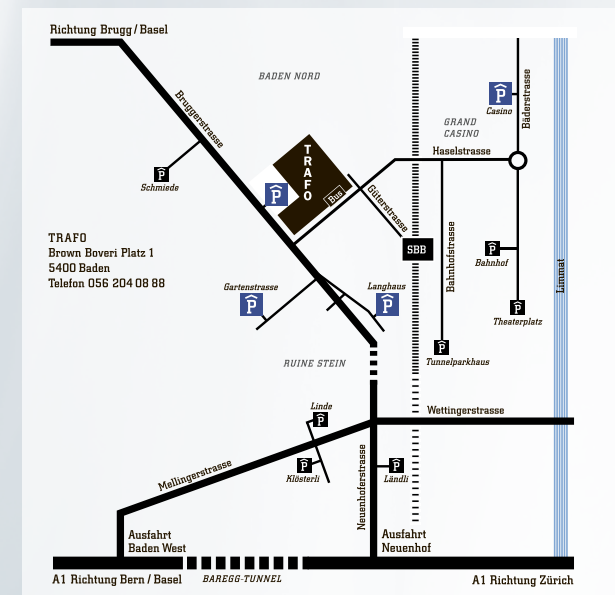 Richtung Brugg/Basel
BADEN NORD
Bruggerstrasse
P
Casino
Bäderstrasse
GRAND
CASINO
TRAFO
Haselstrasse
P
Schmiede
P
Bus
Güterstrasse
TRAFO
Brown Boveri Platz 1
5400 Baden
Telefon 056 204 08 88
SBB
Bahnhofstrasse
P
Bahnhof
Limmat
Gartenstrasse
P
Langhaus
P
P
Theaterplatz
P
Tunnelparkhaus
RUINE STEIN
Linde
P
Wettingerstrasse
Mellingerstrasse
P
Klösterli
Neuenhoferstrasse
P
Ländli
Ausfahrt
Baden West
Ausfahrt
Neuenhof
A1 Richtung Bern/Basel
BAREGG-TUNNEL
A1 Richtung Zürich